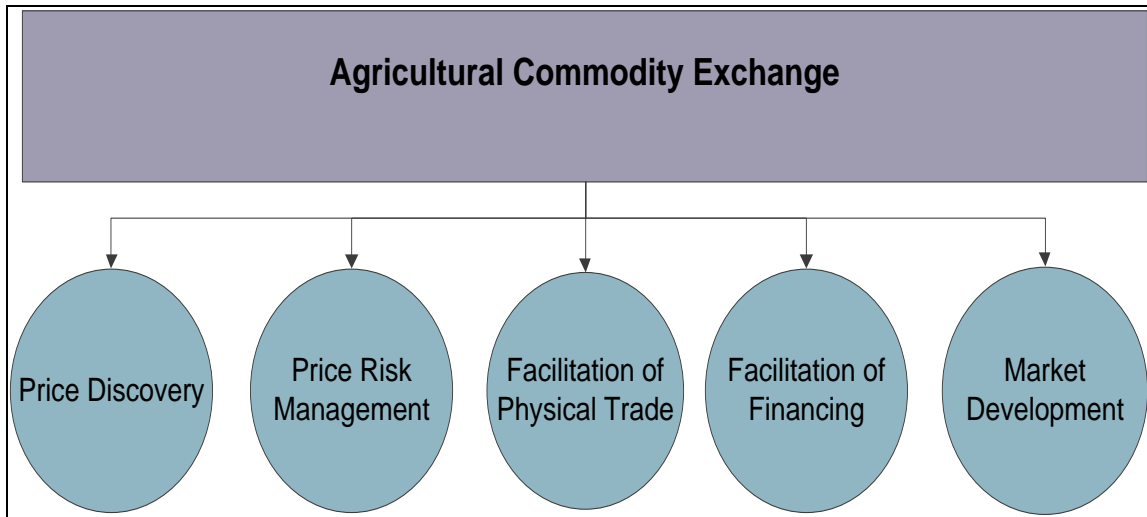 Agricultural Commodity Exchange
Price Discovery
Price Risk
Management
Facilitation of
Physical Trade
Facilitation of
Financing
Market
Development